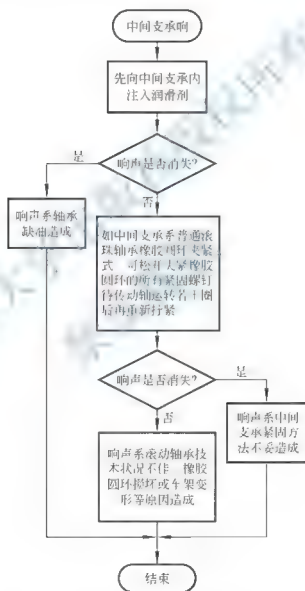 中间支承响
先向中间支承内
注入润滑剂
响声是否消失?
是
否
响声系轴承
缺油造成
如中间支承系普通滚
珠轴承橡胶圆环夹紧
式 可松开夹紧橡胶
圆环的所有紧固螺钉
待传动轴运转若干圈
后再重新拧紧
响声是否消失?
是
否
响声系中间
支承紧固方
法不妥造成
响声系滚动轴承技
术状况不佳 橡胶
圆环损坏或车架变
形等原因造成
结束